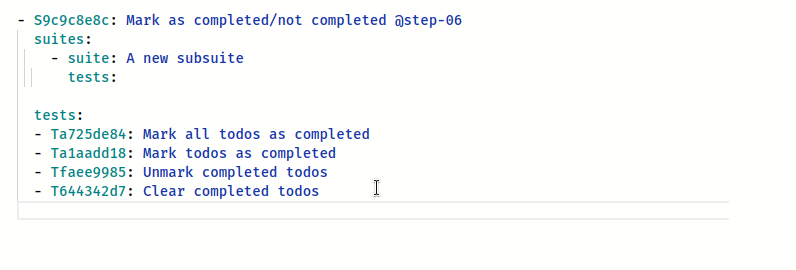 - S9c9c8e8c: Mark as completed/not completed @step-06
suites:
- suite: A new subsuite
tests:
tests:
- Ta725de84: Mark all todos as completed
- Ta1aadd18: Mark todos as completed
- Tfaee9985: Unmark completed todos
- T644342d7: Clear completed todos